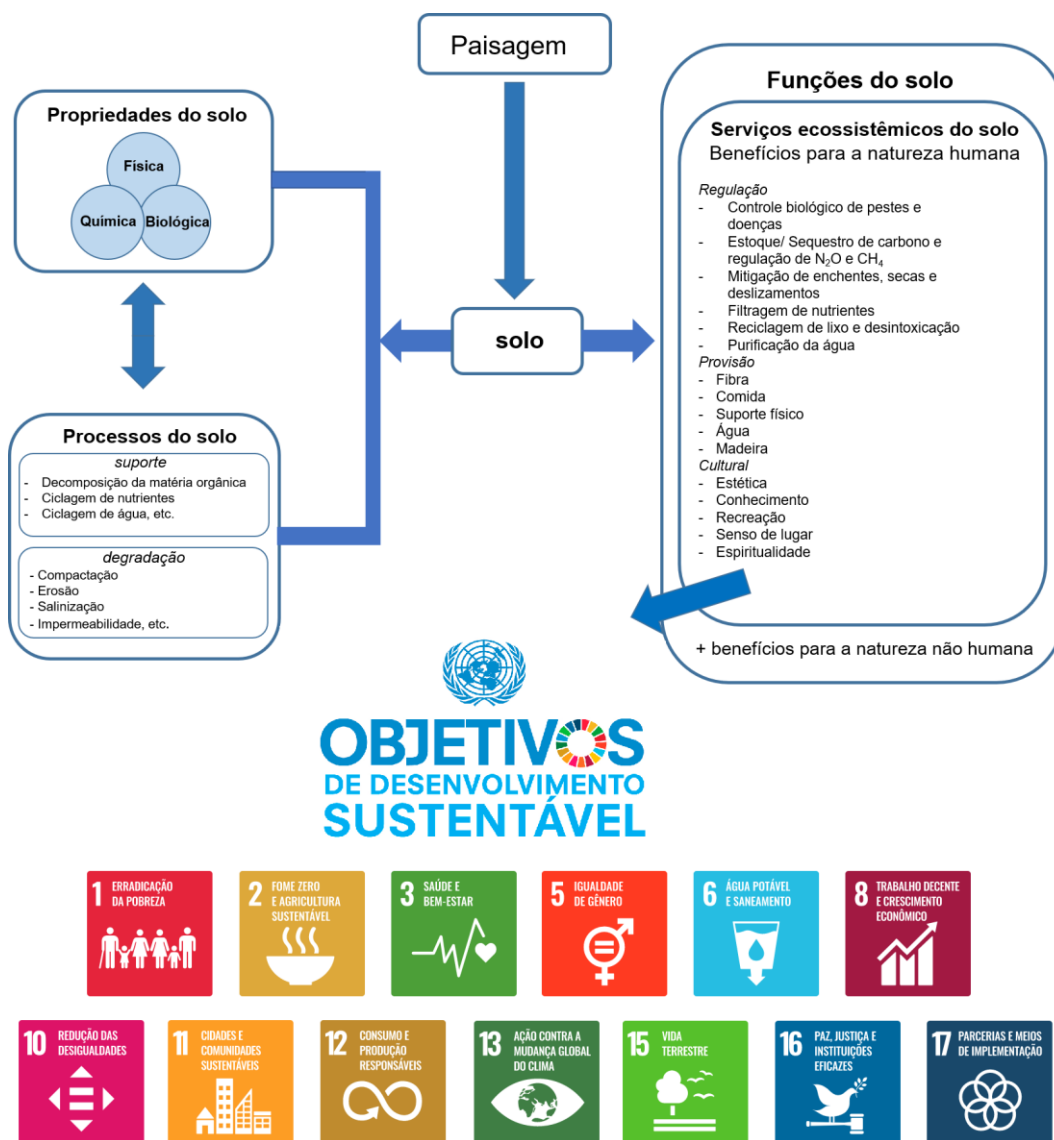 Paisagem
Propriedades do solo
Física
Química
Biológica
solo
Processos do solo
suporte
- Decomposição da matéria orgânica
- Ciclagem de nutrientes
- Ciclagem de água, etc.
degradação
- Compactação
- Erosão
- Salinização
- Impermeabilidade, etc.
Funções do solo
Serviços ecossistêmicos do solo
Benefícios para a natureza humana
Regulação
- Controle biológico de pestes e
doenças
- Estoque/ Sequestro de carbono e
regulação de N₂O e CH₄
- Mitigação de enchentes, secas e
deslizamentos
- Filtragem de nutrientes
- Reciclagem de lixo e desintoxicação
- Purificação da água
Provisão
- Fibra
- Comida
- Suporte físico
- Água
- Madeira
Cultural
- Estética
- Conhecimento
- Recreação
- Senso de lugar
- Espiritualidade
+ benefícios para a natureza não humana
OBJETIVOS
DE DESENVOLVIMENTO
SUSTENTÁVEL
1 ERRADICAÇÃO
DA POBREZA
2 FOME ZERO
E AGRICULTURA
SUSTENTÁVEL
3 SAÚDE E
BEM-ESTAR
5 IGUALDADE
DE GÊNERO
6 ÁGUA POTÁVEL
E SANEAMENTO
8 TRABALHO DECENTE
E CRESCIMENTO
ECONÔMICO
10 REDUÇÃO DAS
DESIGUALDADES
11 CIDADES E
COMUNIDADES
SUSTENTÁVEIS
12 CONSUMO E
PRODUÇÃO
RESPONSÁVEIS
13 AÇÃO CONTRA A
MUDANÇA GLOBAL
DO CLIMA
15 VIDA
TERRESTRE
16 PAZ, JUSTIÇA E
INSTITUIÇÕES
EFICAZES
17 PARCERIAS E MEIOS
DE IMPLEMENTAÇÃO